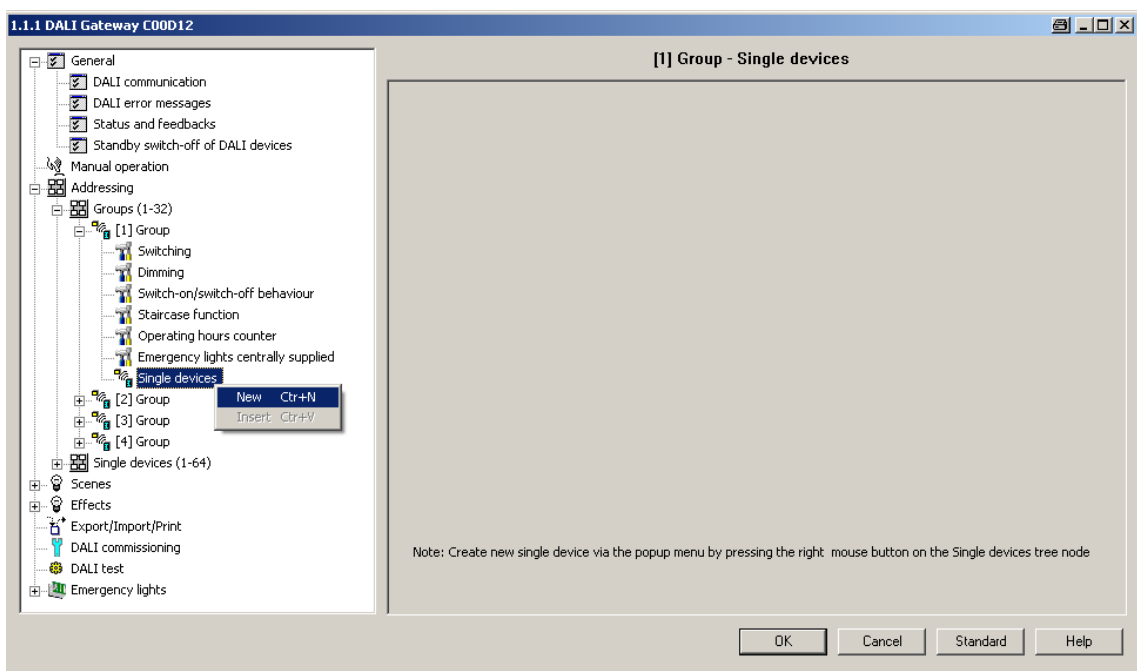 1.1.1 DALI Gateway C00D12
General
DALI communication
DALI error messages
Status and feedbacks
Standby switch-off of DALI devices
Manual operation
Addressing
Groups (1-32)
[1] Group
Switching
Dimming
Switch-on/switch-off behaviour
Staircase function
Operating hours counter
Emergency lights centrally supplied
Single devices
New Ctr+N
Insert Ctr+V
[2] Group
[3] Group
[4] Group
Single devices (1-64)
Scenes
Effects
Export/Import/Print
DALI commissioning
DALI test
Emergency lights
[1] Group - Single devices
Note: Create new single device via the popup menu by pressing the right mouse button on the Single devices tree node
OK Cancel Standard Help